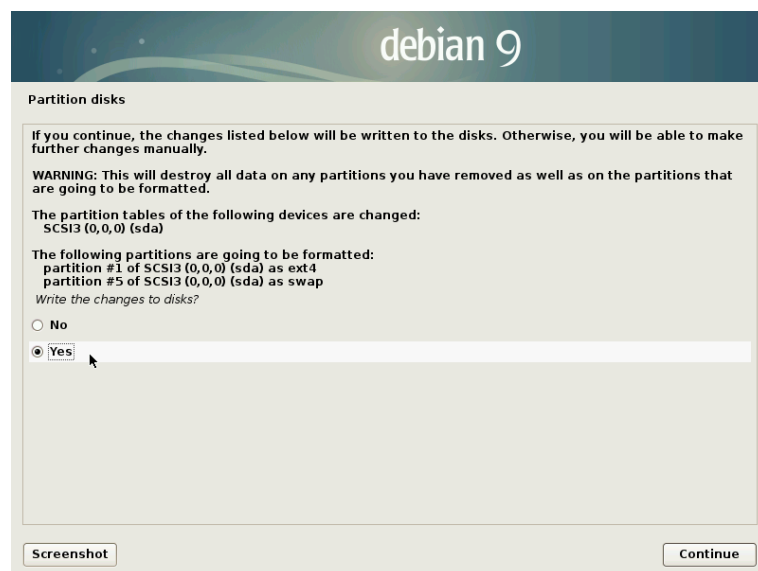 debian 9
Partition disks
If you continue, the changes listed below will be written to the disks. Otherwise, you will be able to make
further changes manually.
WARNING: This will destroy all data on any partitions you have removed as well as on the partitions that
are going to be formatted.
The partition tables of the following devices are changed:
SCSI3 (0,0,0) (sda)
The following partitions are going to be formatted:
partition #1 of SCSI3 (0,0,0) (sda) as ext4
partition #5 of SCSI3 (0,0,0) (sda) as swap
Write the changes to disks?
No
Yes
Screenshot
Continue